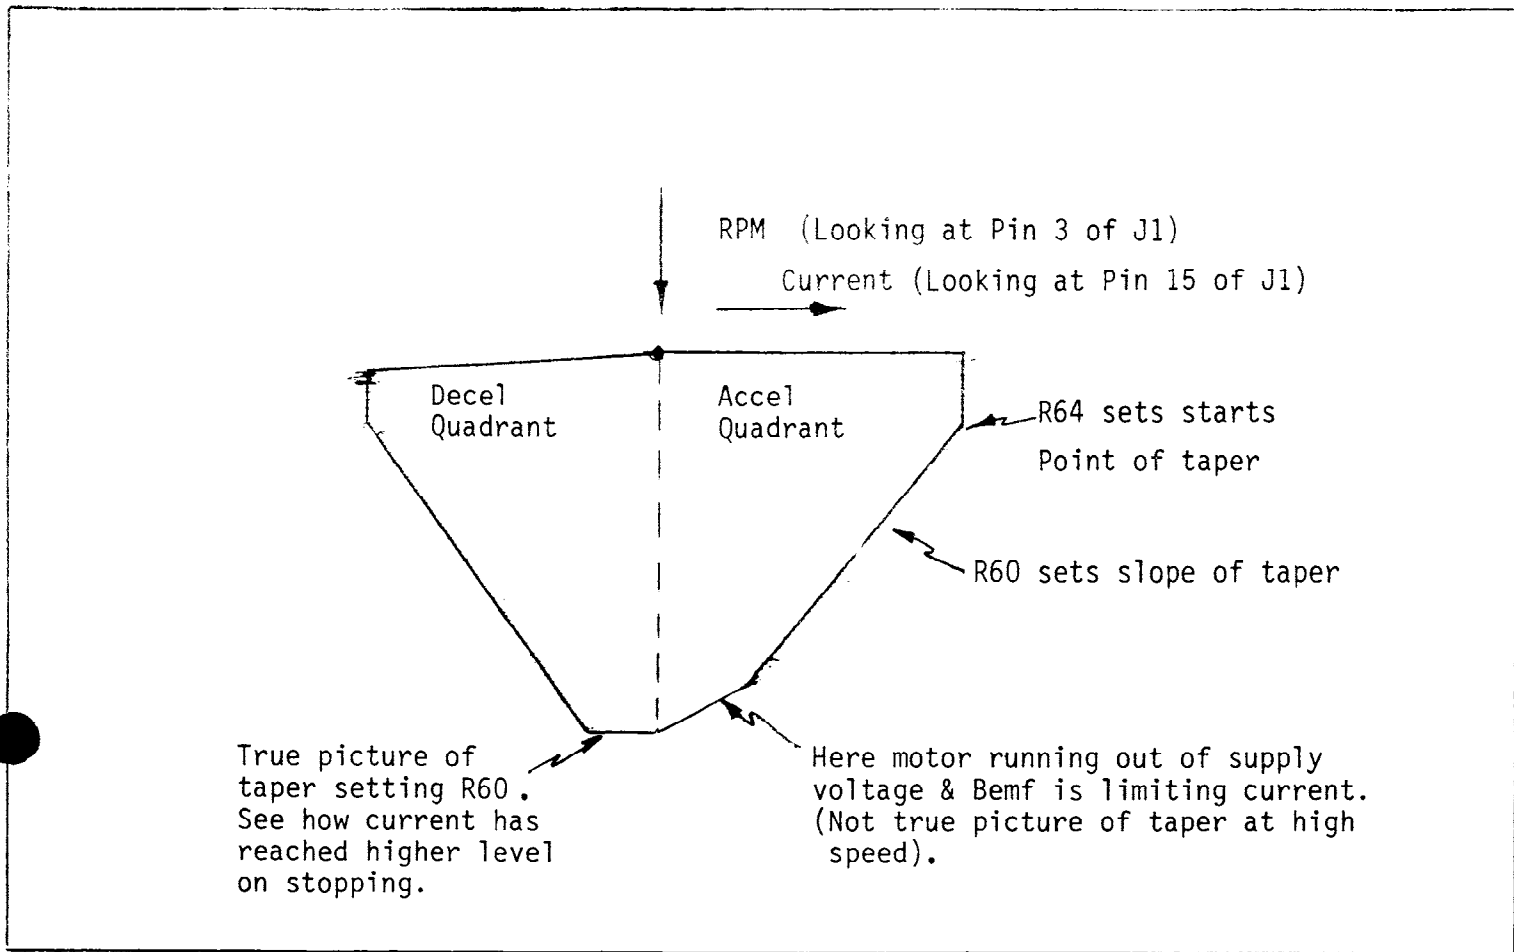 RPM (Looking at Pin 3 of J1)
Current (Looking at Pin 15 of J1)
Decel
Quadrant
Accel
Quadrant
R64 sets starts
Point of taper
R60 sets slope of taper
True picture of
taper setting R60.
See how current has
reached higher level
on stopping.
Here motor running out of supply
voltage & Bemf is limiting current.
(Not true picture of taper at high
speed).